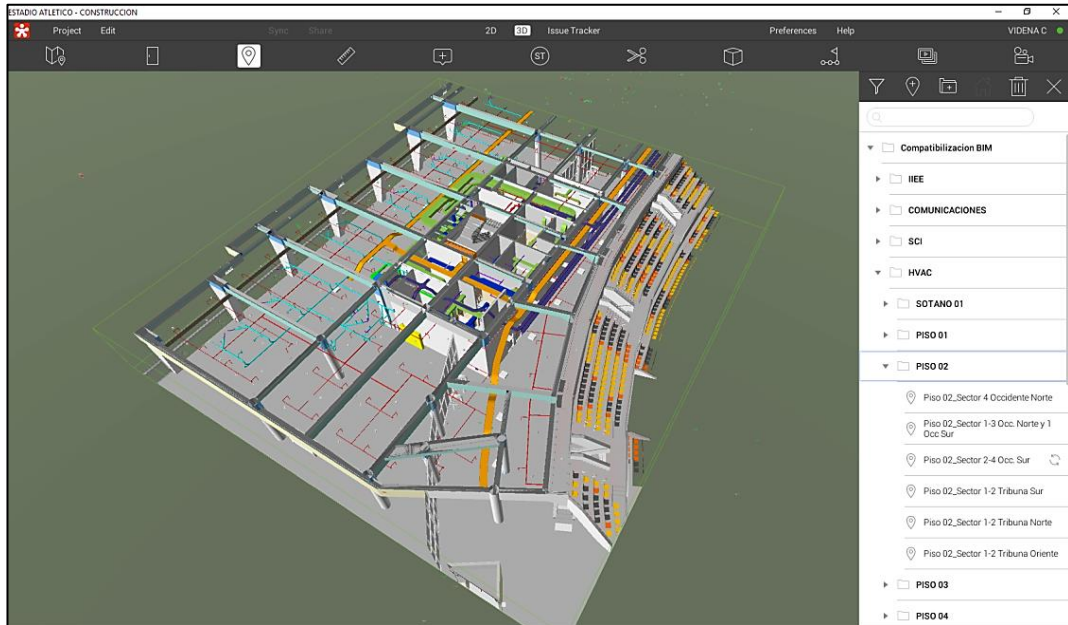 ESTADIO ATLETICO - CONSTRUCCION
Project Edit Sync Share 2D 3D Issue Tracker Preferences Help VIDENA C
ST
Compatibilizacion BIM
IIEE
COMUNICACIONES
SCI
HVAC
SOTANO 01
PISO 01
PISO 02
Piso 02_Sector 4 Occidente Norte
Piso 02_Sector 1-3 Occ. Norte y 1
Occ Sur
Piso 02_Sector 2-4 Occ. Sur
Piso 02_Sector 1-2 Tribuna Sur
Piso 02_Sector 1-2 Tribuna Norte
Piso 02_Sector 1-2 Tribuna Oriente
PISO 03
PISO 04